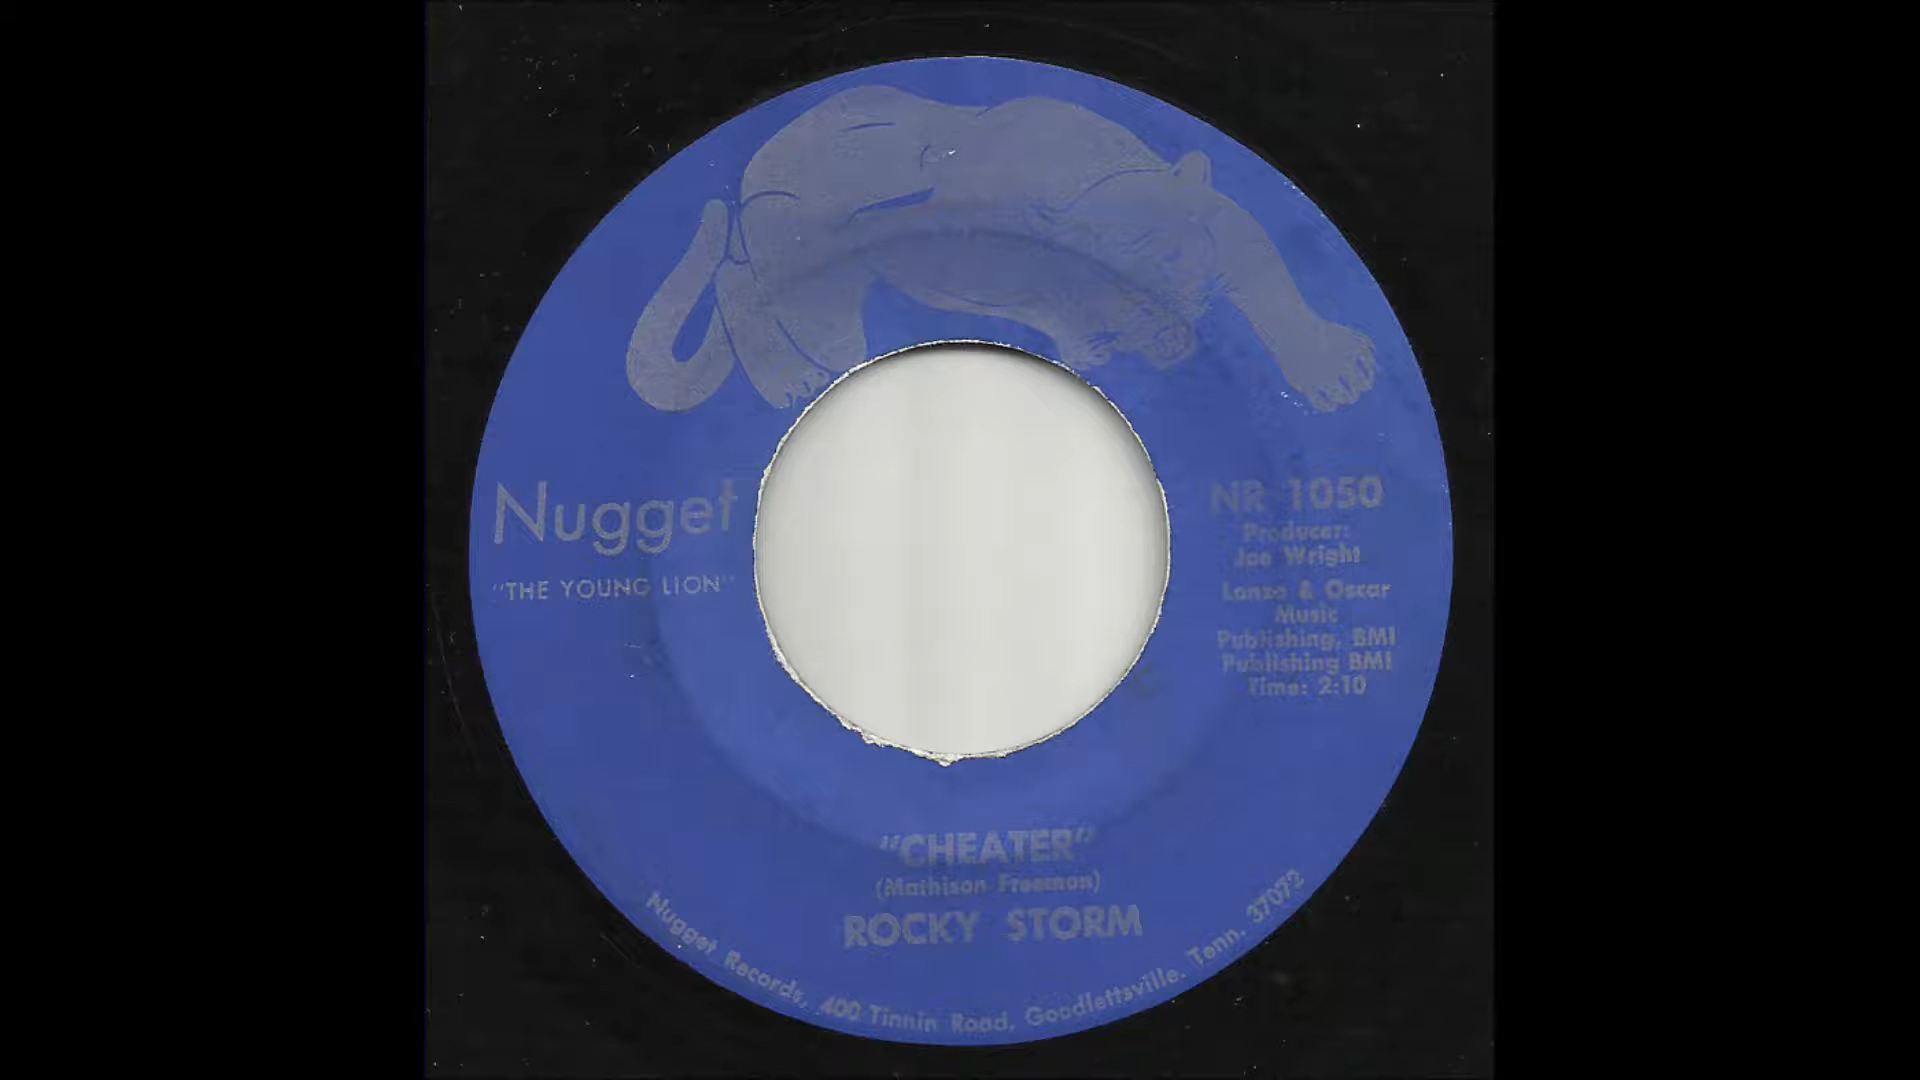 Nugget
"THE YOUNG LION"
NR 1050
Producer:
Joe Wright
Lonzo & Oscar
Music
Publishing, BMI
Publishing BMI
Time: 2:10
"CHEATER"
(Mathison Freeman)
ROCKY STORM
Nugget Records, 400 Tinnin Road, Goodlettsville, Tenn. 37072